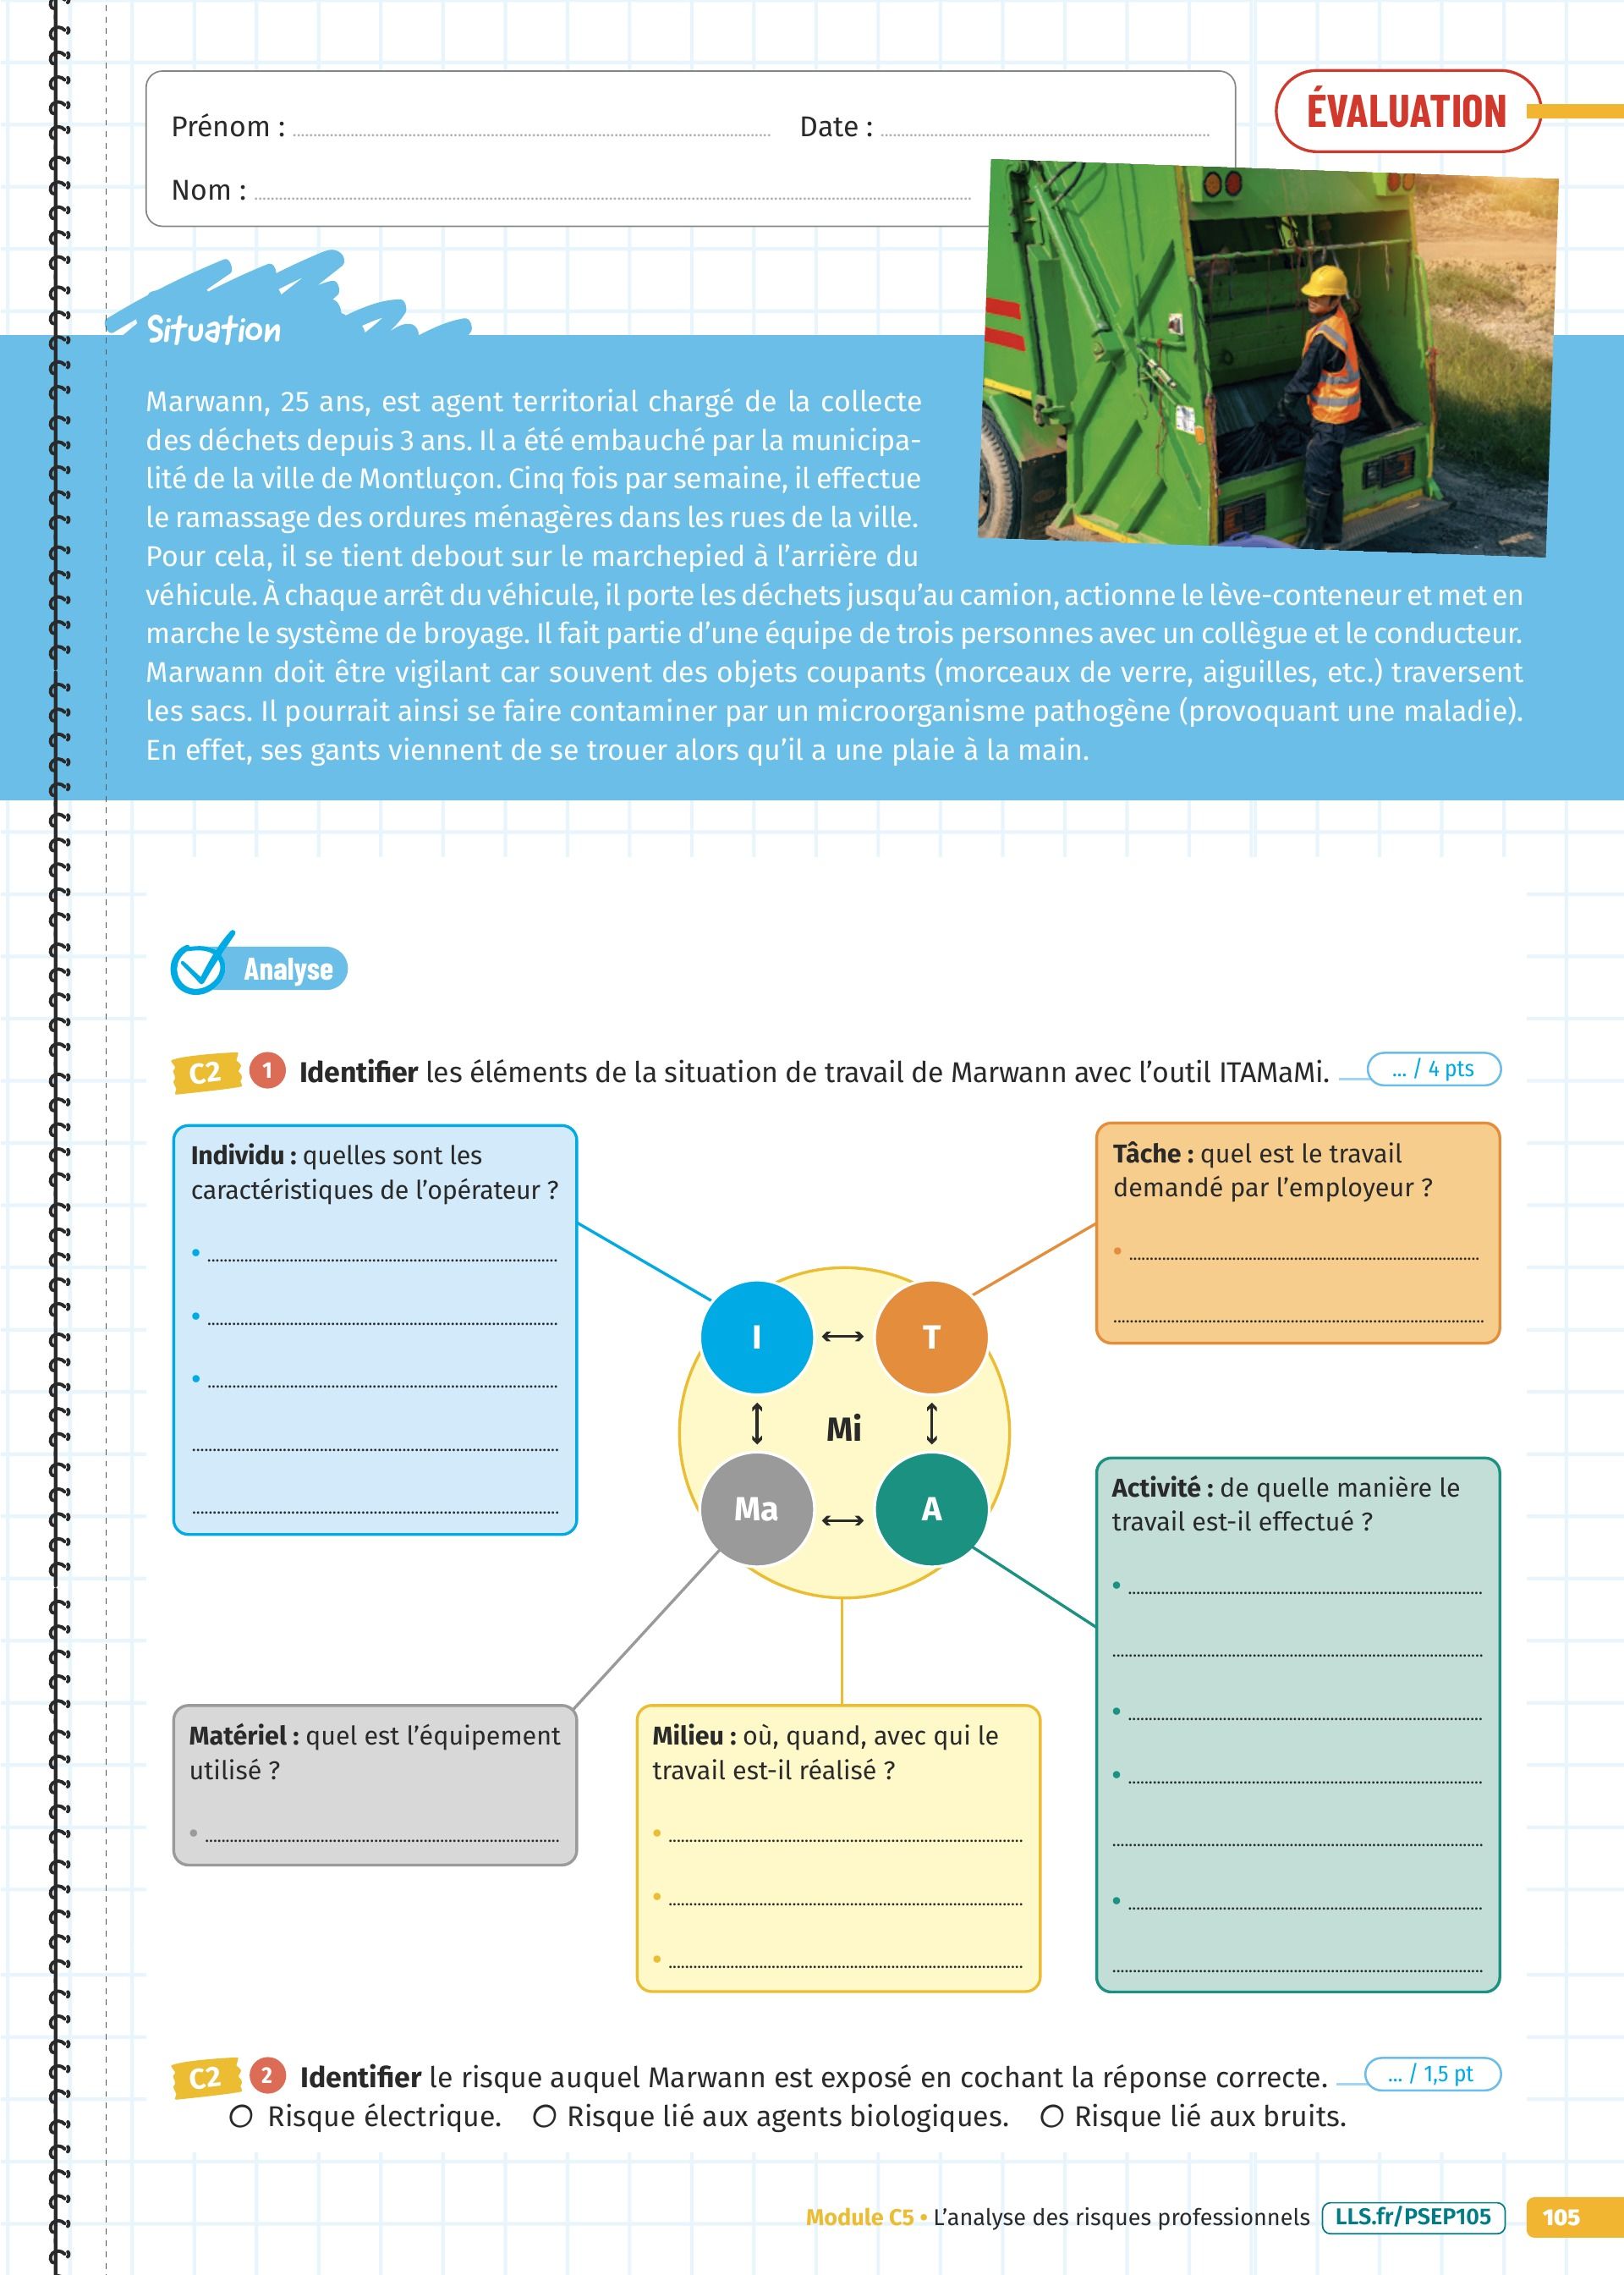 Prénom :
Date :
Nom :
ÉVALUATION
Situation
Marwann, 25 ans, est agent territorial chargé de la collecte
des déchets depuis 3 ans. Il a été embauché par la municipa-
lité de la ville de Montluçon. Cinq fois par semaine, il effectue
le ramassage des ordures ménagères dans les rues de la ville.
Pour cela, il se tient debout sur le marchepied à l'arrière du
véhicule. À chaque arrêt du véhicule, il porte les déchets jusqu'au camion, actionne le lève-conteneur et met en
marche le système de broyage. Il fait partie d'une équipe de trois personnes avec un collègue et le conducteur.
Marwann doit être vigilant car souvent des objets coupants (morceaux de verre, aiguilles, etc.) traversent
les sacs. Il pourrait ainsi se faire contaminer par un microorganisme pathogène (provoquant une maladie).
En effet, ses gants viennent de se trouer alors qu'il a une plaie à la main.
Analyse
C2 1 Identifier les éléments de la situation de travail de Marwann avec l'outil ITAMaMi. ... / 4 pts
Individu : quelles sont les
caractéristiques de l'opérateur ?
Tâche : quel est le travail
demandé par l'employeur ?
I
T
Mi
Ma
A
Activité : de quelle manière le
travail est-il effectué ?
Matériel : quel est l'équipement
utilisé ?
Milieu : où, quand, avec qui le
travail est-il réalisé ?
C2 2 Identifier le risque auquel Marwann est exposé en cochant la réponse correcte. ... / 1,5 pt
Risque électrique. Risque lié aux agents biologiques. Risque lié aux bruits.
Module C5 • L'analyse des risques professionnels LLS.fr/PSEP105 105